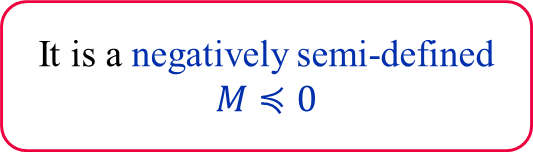 It is a negatively semi-defined
M ≼ 0